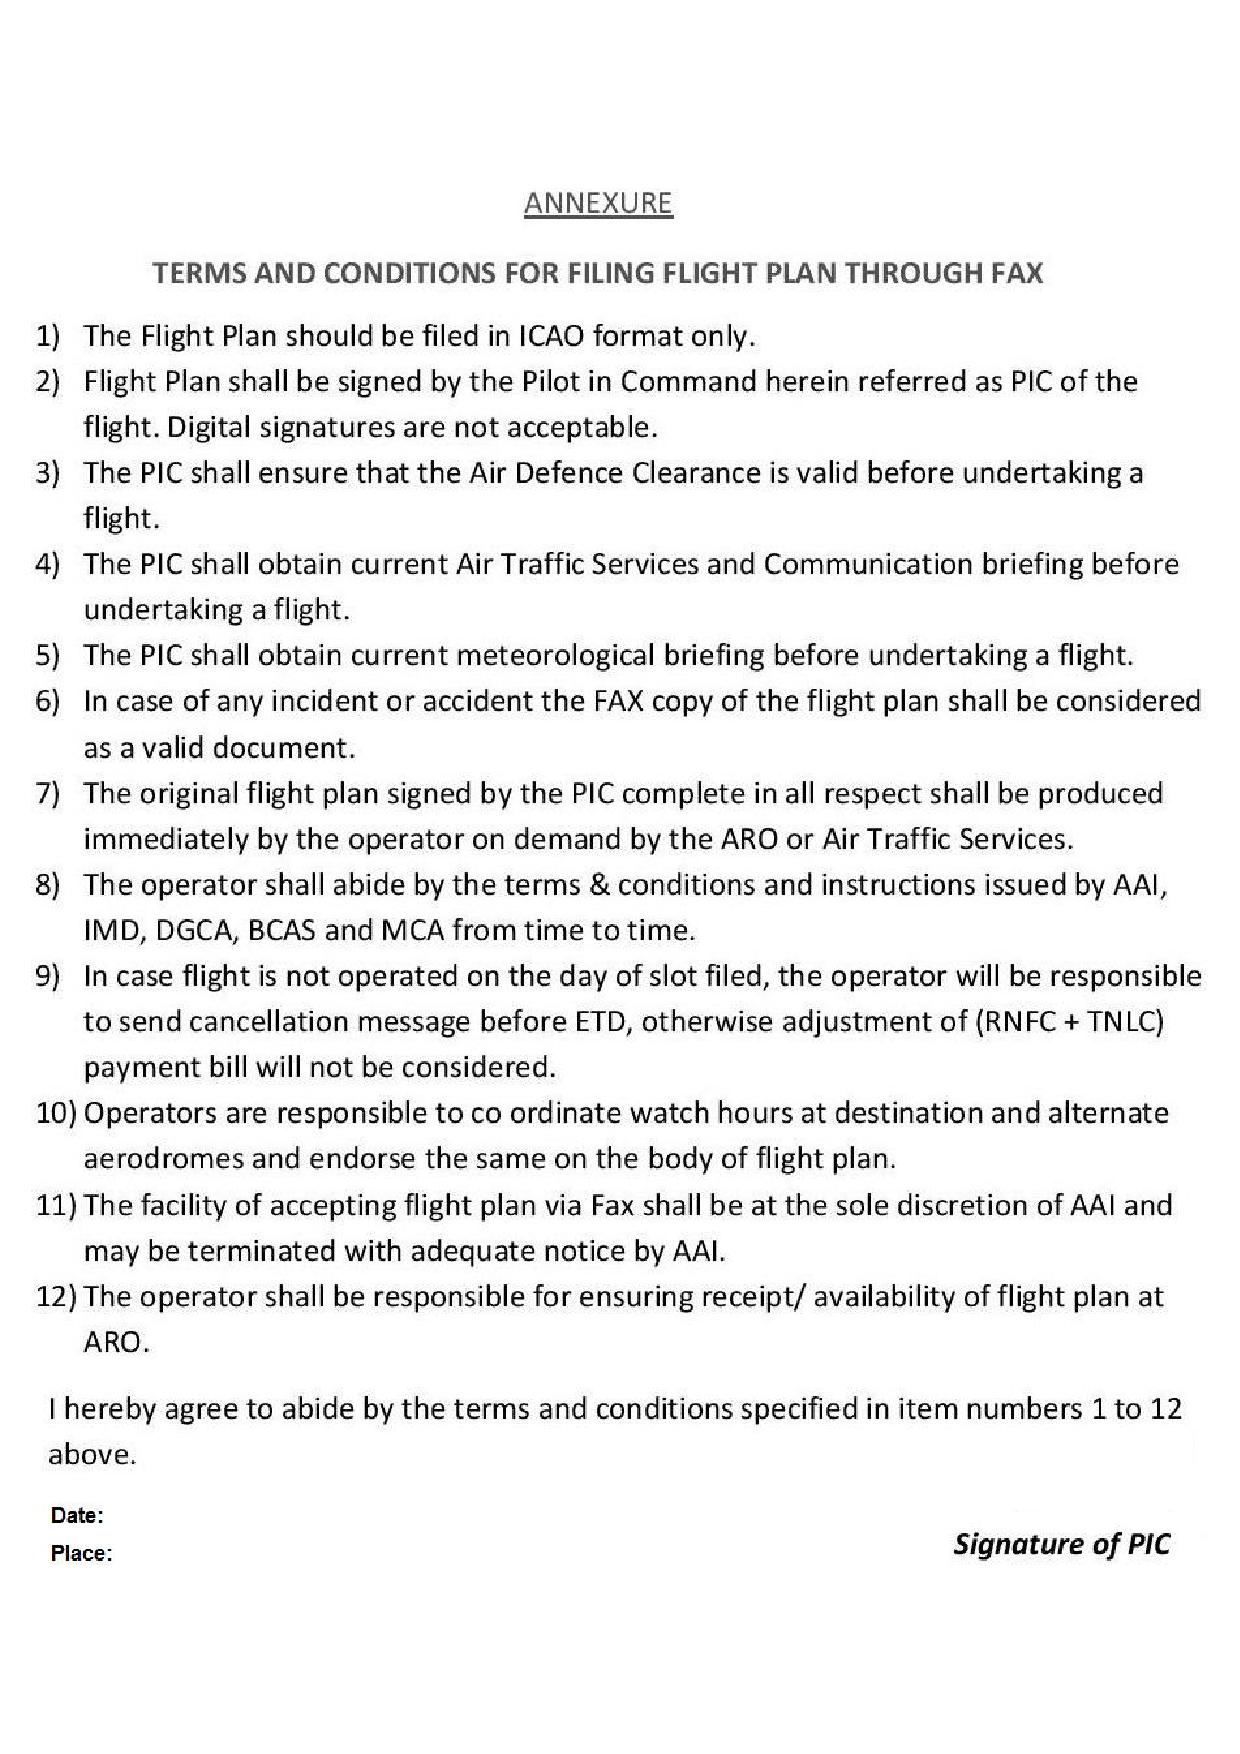 ANNEXURE
TERMS AND CONDITIONS FOR FILING FLIGHT PLAN THROUGH FAX
1) The Flight Plan should be filed in ICAO format only.
2) Flight Plan shall be signed by the Pilot in Command herein referred as PIC of the
flight. Digital signatures are not acceptable.
3) The PIC shall ensure that the Air Defence Clearance is valid before undertaking a
flight.
4) The PIC shall obtain current Air Traffic Services and Communication briefing before
undertaking a flight.
5) The PIC shall obtain current meteorological briefing before undertaking a flight.
6) In case of any incident or accident the FAX copy of the flight plan shall be considered
as a valid document.
7) The original flight plan signed by the PIC complete in all respect shall be produced
immediately by the operator on demand by the ARO or Air Traffic Services.
8) The operator shall abide by the terms & conditions and instructions issued by AAI,
IMD, DGCA, BCAS and MCA from time to time.
9) In case flight is not operated on the day of slot filed, the operator will be responsible
to send cancellation message before ETD, otherwise adjustment of (RNFC + TNLC)
payment bill will not be considered.
10) Operators are responsible to co ordinate watch hours at destination and alternate
aerodromes and endorse the same on the body of flight plan.
11) The facility of accepting flight plan via Fax shall be at the sole discretion of AAI and
may be terminated with adequate notice by AAI.
12) The operator shall be responsible for ensuring receipt/ availability of flight plan at
ARO.
I hereby agree to abide by the terms and conditions specified in item numbers 1 to 12
above.
Date:
Place:
Signature of PIC